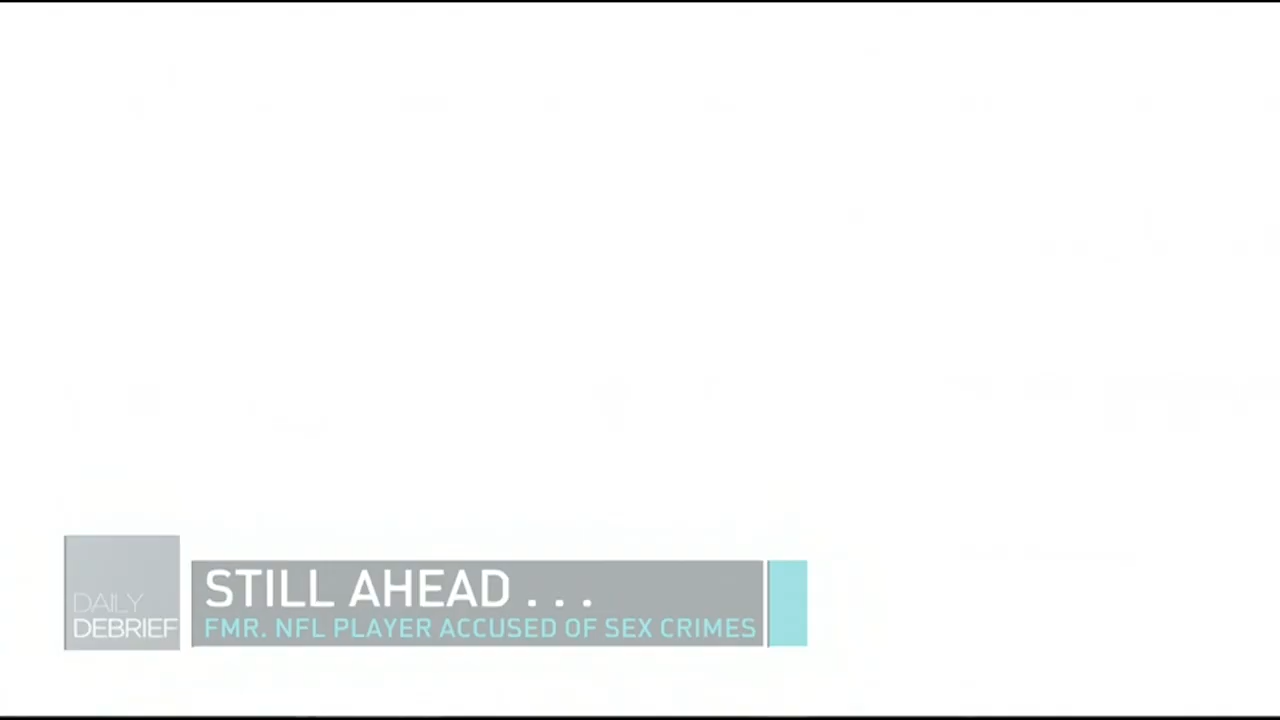 DAILY
DEBRIEF
STILL AHEAD . . .
FMR. NFL PLAYER ACCUSED OF SEX CRIMES